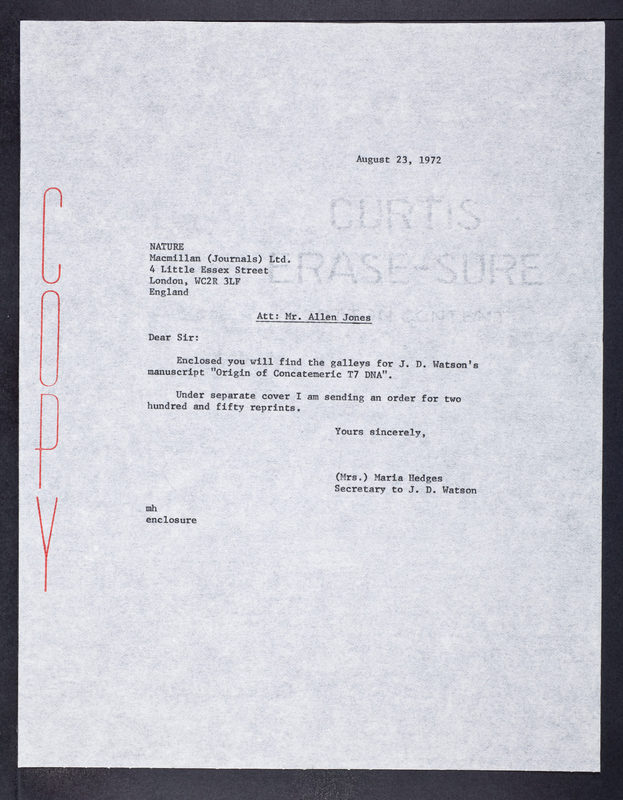 August 23, 1972
CURTIS
ERASE-SURE
COTTON CONTENT
COPY
NATURE
Macmillan (Journals) Ltd.
4 Little Essex Street
London, WC2R 3LF
England
Att: Mr. Allen Jones
Dear Sir:
Enclosed you will find the galleys for J. D. Watson's
manuscript "Origin of Concatemeric T7 DNA".
Under separate cover I am sending an order for two
hundred and fifty reprints.
Yours sincerely,
(Mrs.) Maria Hedges
Secretary to J. D. Watson
mh
enclosure